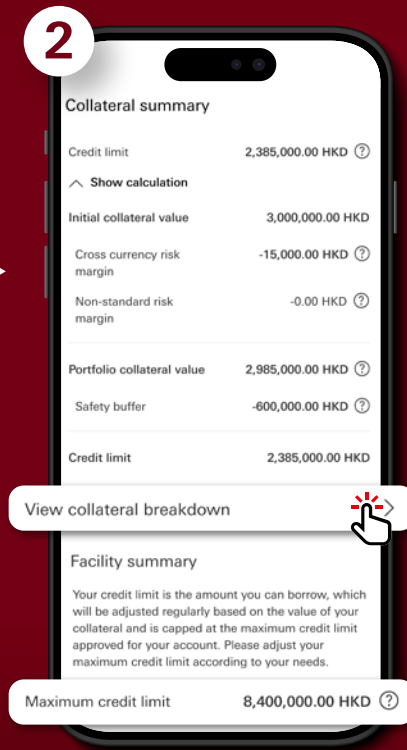 2
Collateral summary
Credit limit 2,385,000.00 HKD ?
Show calculation
Initial collateral value 3,000,000.00 HKD
Cross currency risk -15,000.00 HKD ?
margin
Non-standard risk -0.00 HKD ?
margin
Portfolio collateral value 2,985,000.00 HKD ?
Safety buffer -600,000.00 HKD ?
Credit limit 2,385,000.00 HKD
View collateral breakdown
Facility summary
Your credit limit is the amount you can borrow, which
will be adjusted regularly based on the value of your
collateral and is capped at the maximum credit limit
approved for your account. Please adjust your
maximum credit limit according to your needs.
Maximum credit limit 8,400,000.00 HKD ?